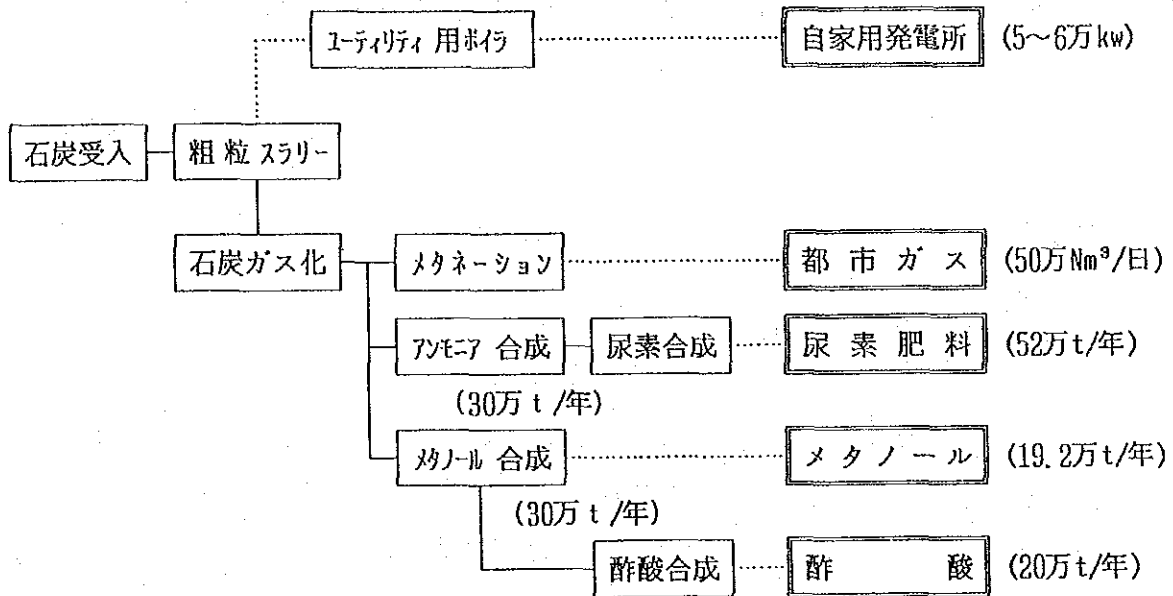 ユーティリティ 用ボイラ 自家用発電所 (5〜6万kw)
石炭受入 粗粒スラリー
石炭ガス化 メタネーション 都市ガス (50万Nm³/日)
アンモニア 合成 尿素合成 尿素肥料 (52万t/年)
(30万t/年)
メタノール 合成 メタノール (19.2万t/年)
(30万t/年)
酢酸合成 酢酸 (20万t/年)